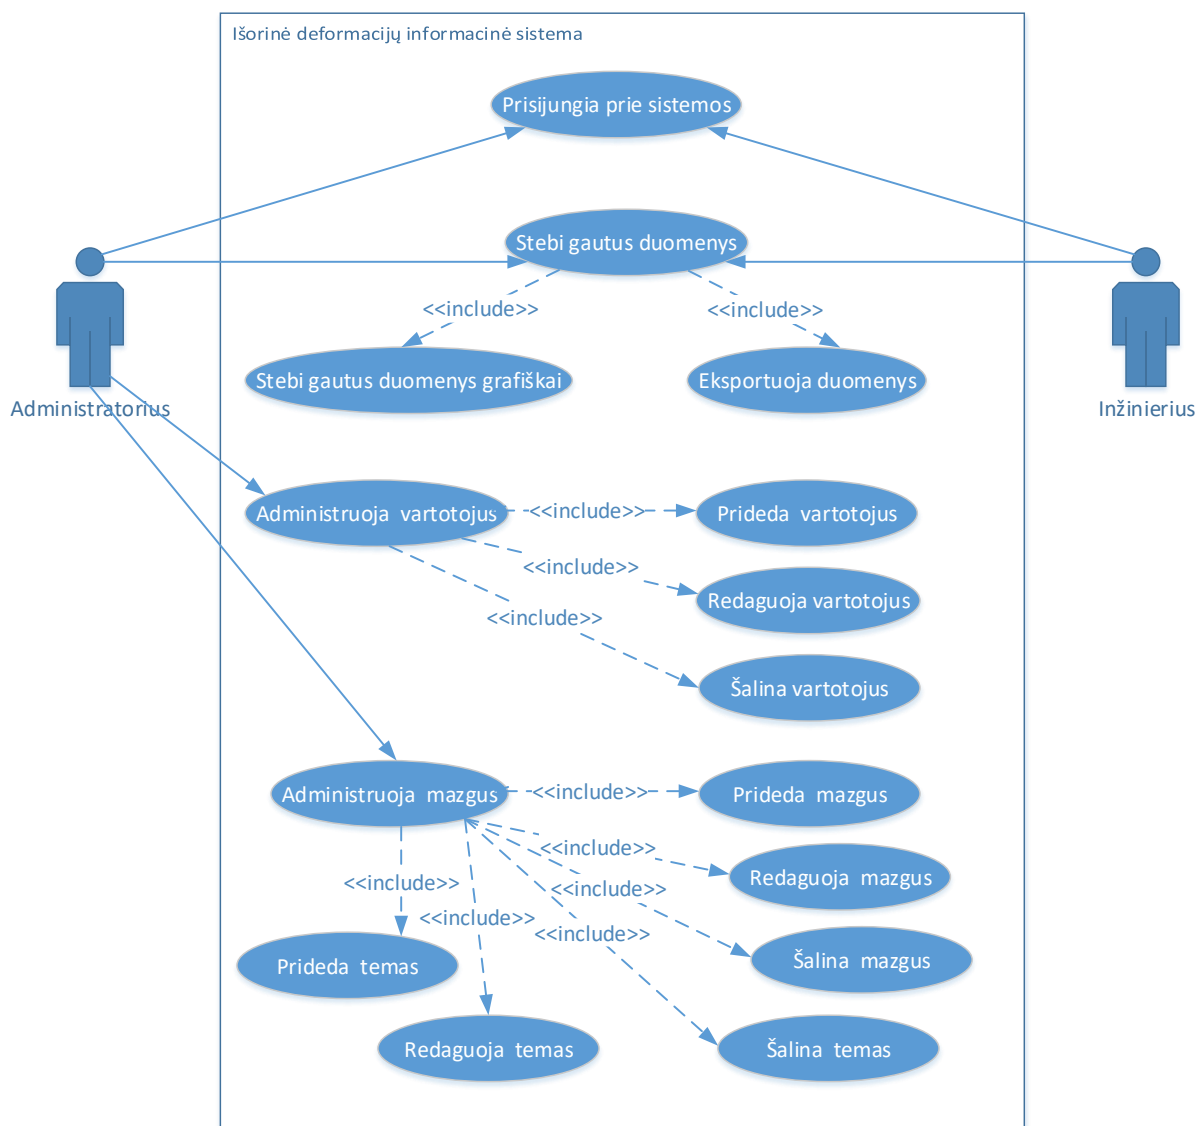 Išorinė deformacijų informacinė sistema
Prisijungia prie sistemos
Stebi gautus duomenys
<<include>>
<<include>>
Stebi gautus duomenys grafiškai
Eksportuoja duomenys
Administratorius
Inžinierius
Administruoja vartotojus
<<include>>
Prideda vartotojus
<<include>>
Redaguoja vartotojus
<<include>>
Šalina vartotojus
Administruoja mazgus
<<include>>
Prideda mazgus
<<include>>
Redaguoja mazgus
<<include>>
<<include>>
<<include>>
<<include>>
Šalina mazgus
Prideda temas
Redaguoja temas
Šalina temas